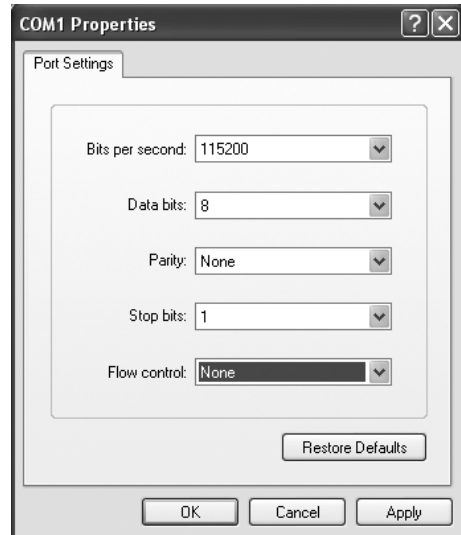 COM1 Properties
Port Settings
Bits per second: 115200
Data bits: 8
Parity: None
Stop bits: 1
Flow control: None
Restore Defaults
OK Cancel Apply